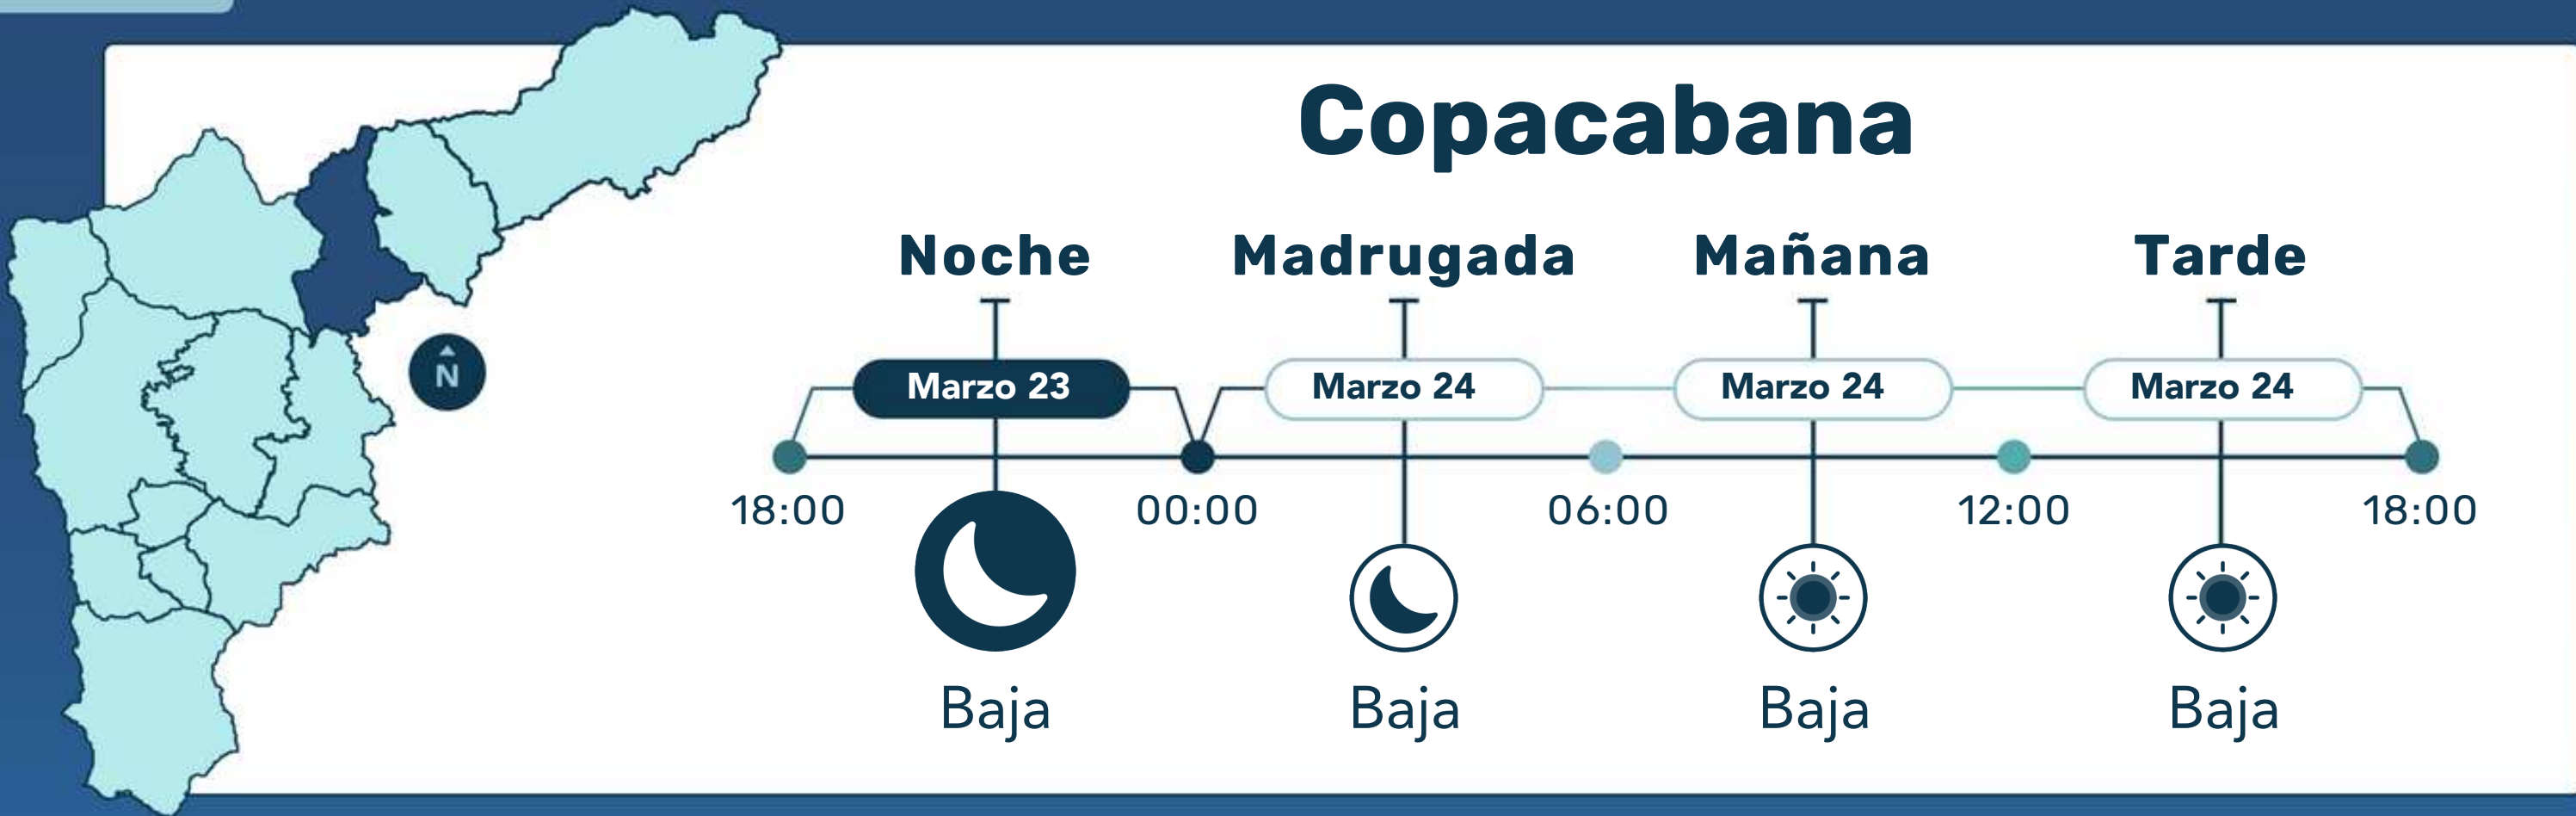 Copacabana
Noche Madrugada Mañana Tarde
Marzo 23 Marzo 24 Marzo 24 Marzo 24
N
18:00 00:00 06:00 12:00 18:00
Baja Baja Baja Baja